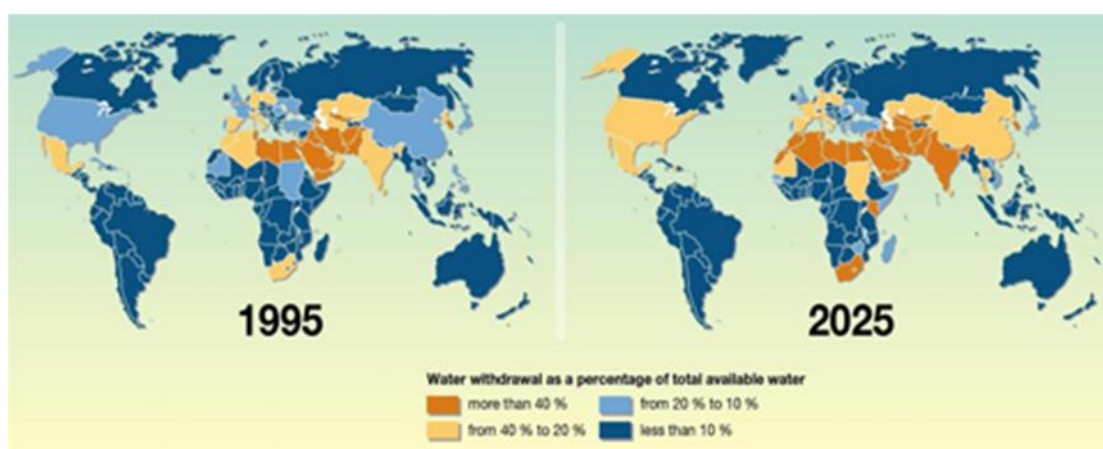 1995
2025
Water withdrawal as a percentage of total available water
more than 40 %
from 20 % to 10 %
from 40 % to 20 %
less than 10 %